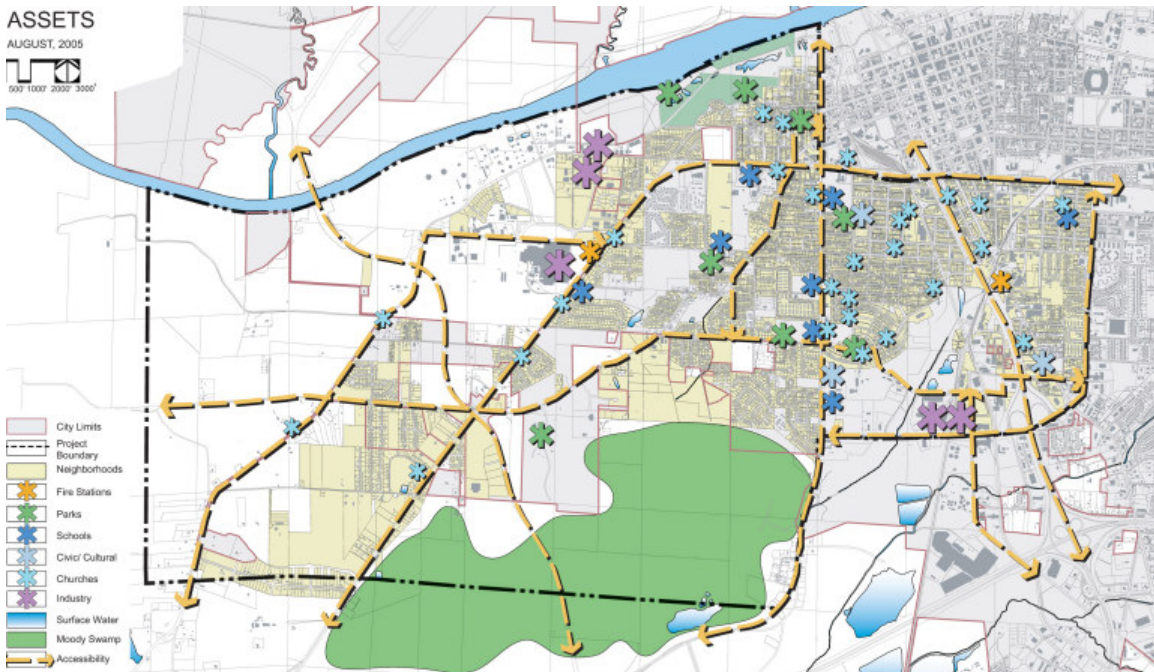 ASSETS
AUGUST, 2005
500' 1000' 2000' 3000'
City Limits
Project
Boundary
Neighborhoods
Fire Stations
Parks
Schools
Civic/ Cultural
Churches
Industry
Surface Water
Moody Swamp
Accessibility